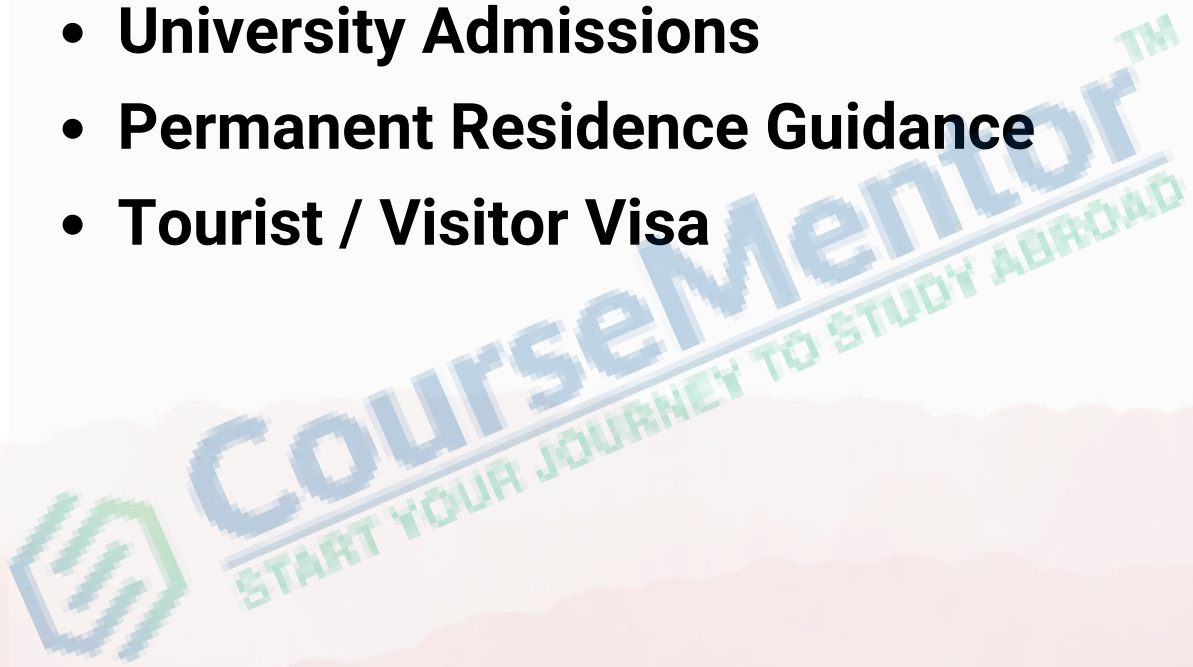 • University Admissions
• Permanent Residence Guidance
• Tourist / Visitor Visa
CourseMentor™
START YOUR JOURNEY TO STUDY ABROAD